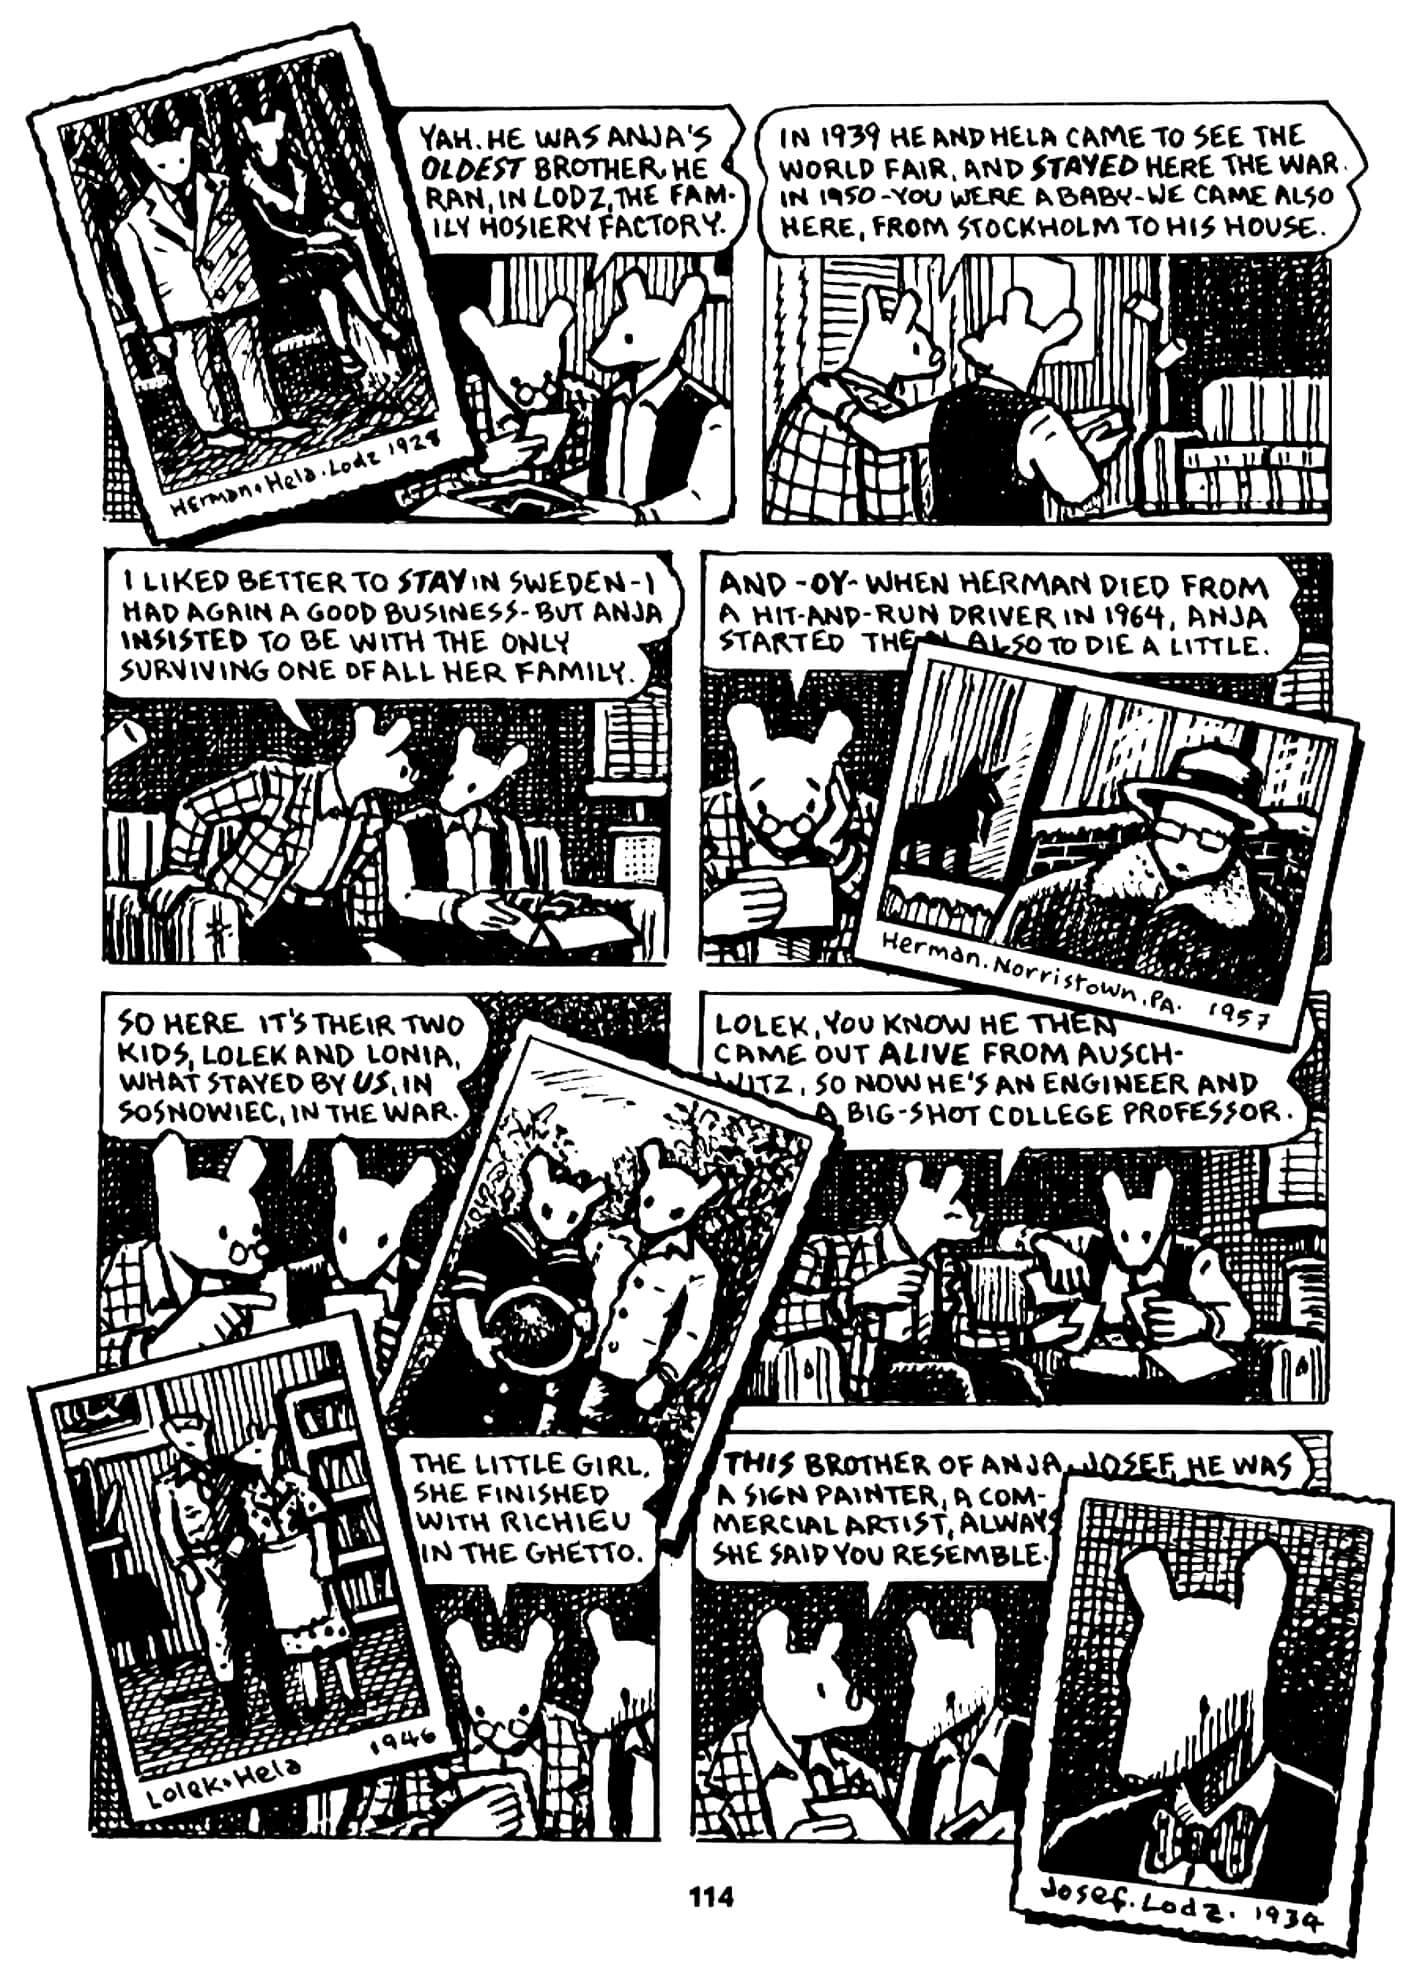 YAH. HE WAS ANJA'S
OLDEST BROTHER. HE
RAN, IN LODZ, THE FAM-
ILY HOSIERY FACTORY.
HERMAN • HELA. LODZ 1928
IN 1939 HE AND HELA CAME TO SEE THE
WORLD FAIR, AND STAYED HERE THE WAR.
IN 1950 - YOU WERE A BABY - WE CAME ALSO
HERE, FROM STOCKHOLM TO HIS HOUSE.
I LIKED BETTER TO STAY IN SWEDEN - I
HAD AGAIN A GOOD BUSINESS - BUT ANJA
INSISTED TO BE WITH THE ONLY
SURVIVING ONE OF ALL HER FAMILY.
AND - OY - WHEN HERMAN DIED FROM
A HIT-AND-RUN DRIVER IN 1964, ANJA
STARTED THEN ALSO TO DIE A LITTLE.
Herman. Norristown, PA. 1957
SO HERE IT'S THEIR TWO
KIDS, LOLEK AND LONIA,
WHAT STAYED BY US, IN
SOSNOWIEC, IN THE WAR.
LOLEK, YOU KNOW HE THEN
CAME OUT ALIVE FROM AUSCH-
WITZ, SO NOW HE'S AN ENGINEER AND
A BIG-SHOT COLLEGE PROFESSOR.
Lolek • Hela 1946
THE LITTLE GIRL,
SHE FINISHED
WITH RICHIEU
IN THE GHETTO.
THIS BROTHER OF ANJA, JOSEF, HE WAS
A SIGN PAINTER, A COM-
MERCIAL ARTIST, ALWAYS
SHE SAID YOU RESEMBLE.
Josef. Lodz. 1934
114